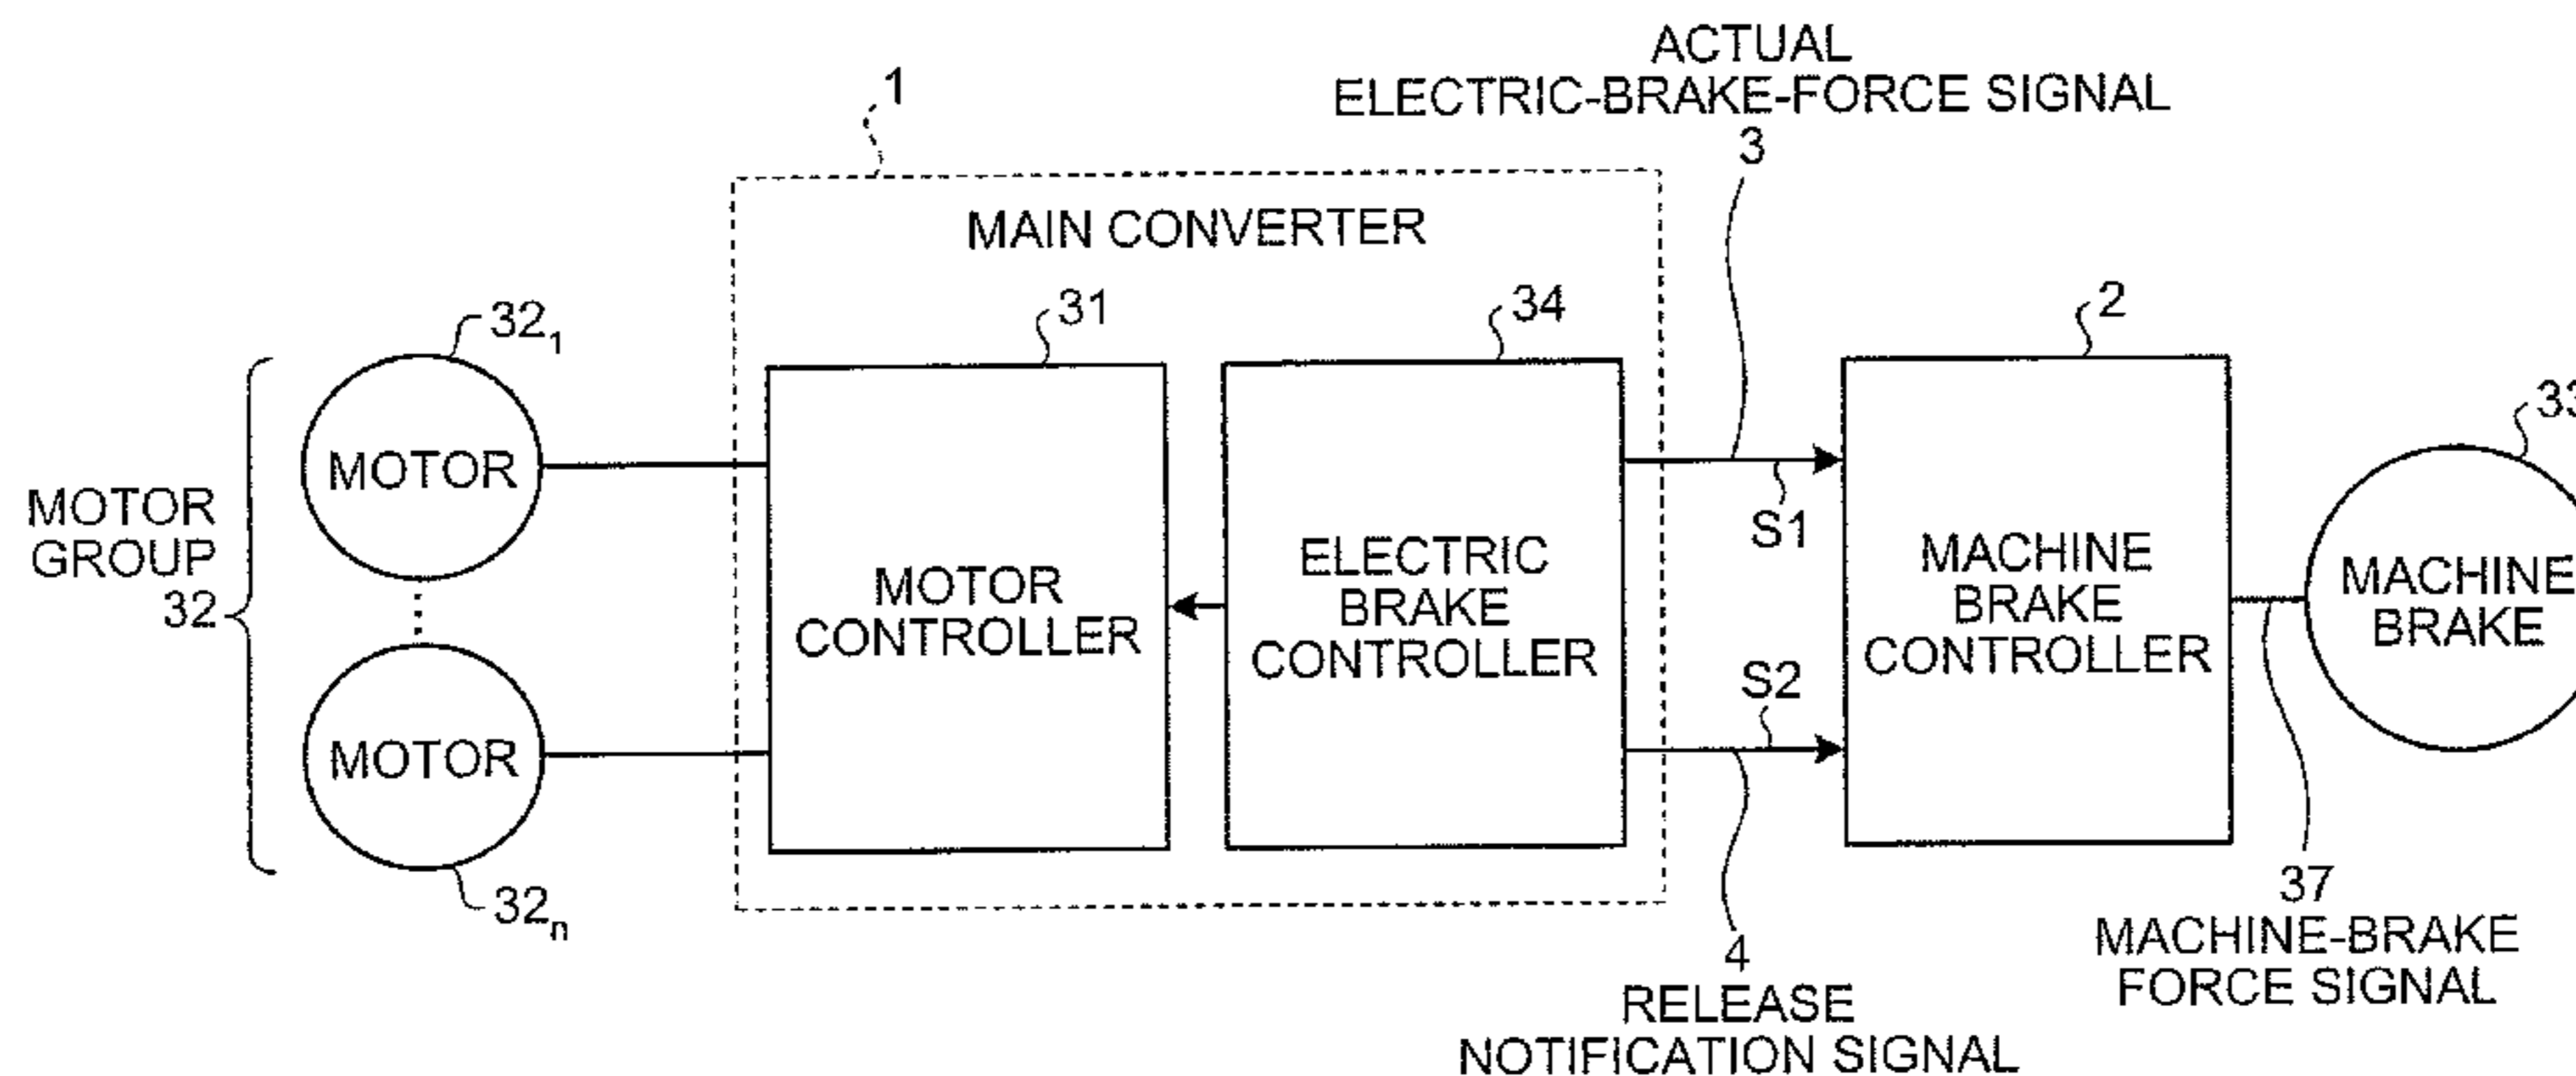 ACTUAL
ELECTRIC-BRAKE-FORCE SIGNAL
3
1
MAIN CONVERTER
31
34
2
33
32₁
MOTOR
MOTOR
GROUP
32
MOTOR
32ₙ
MOTOR
CONTROLLER
ELECTRIC
BRAKE
CONTROLLER
S1
S2
MACHINE
BRAKE
CONTROLLER
MACHINE
BRAKE
4
RELEASE
NOTIFICATION SIGNAL
37
MACHINE-BRAKE
FORCE SIGNAL